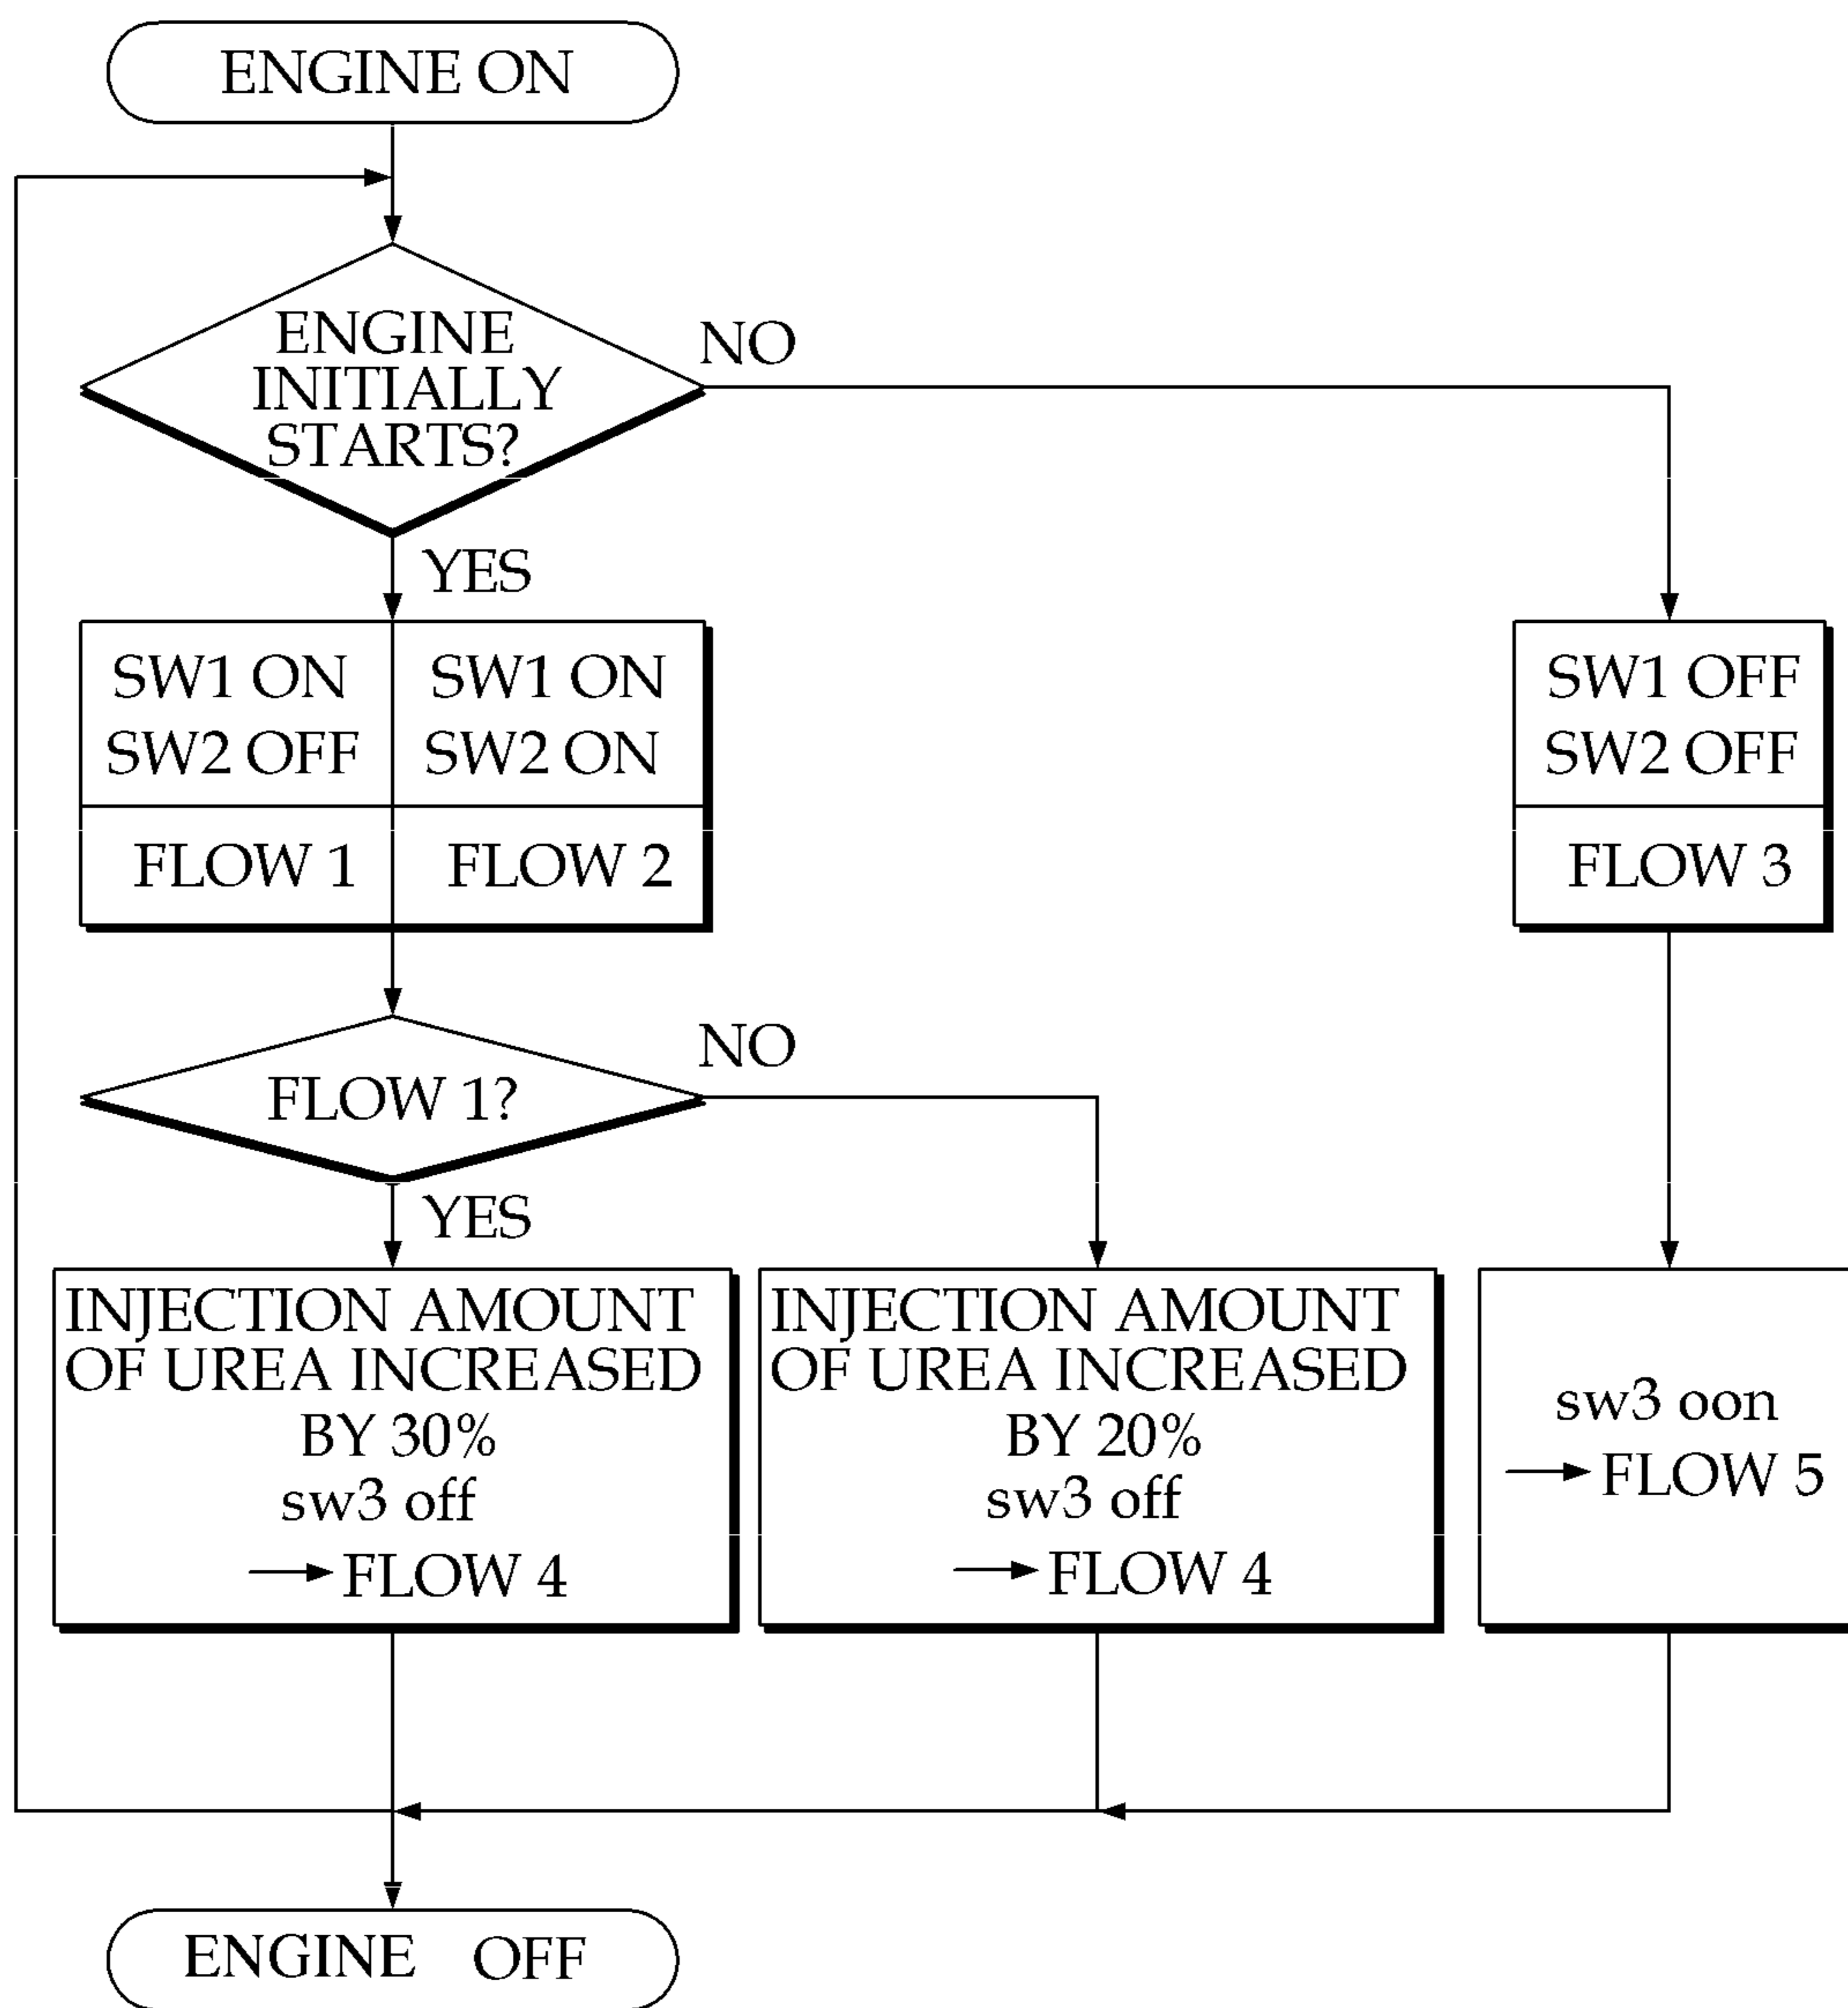 ENGINE ON
ENGINE
INITIALLY
STARTS?
NO
YES
SW1 ON
SW2 OFF
SW1 ON
SW2 ON
FLOW 1
FLOW 2
SW1 OFF
SW2 OFF
FLOW 3
FLOW 1?
NO
YES
INJECTION AMOUNT
OF UREA INCREASED
BY 30%
sw3 off
FLOW 4
INJECTION AMOUNT
OF UREA INCREASED
BY 20%
sw3 off
FLOW 4
sw3 oon
FLOW 5
ENGINE OFF